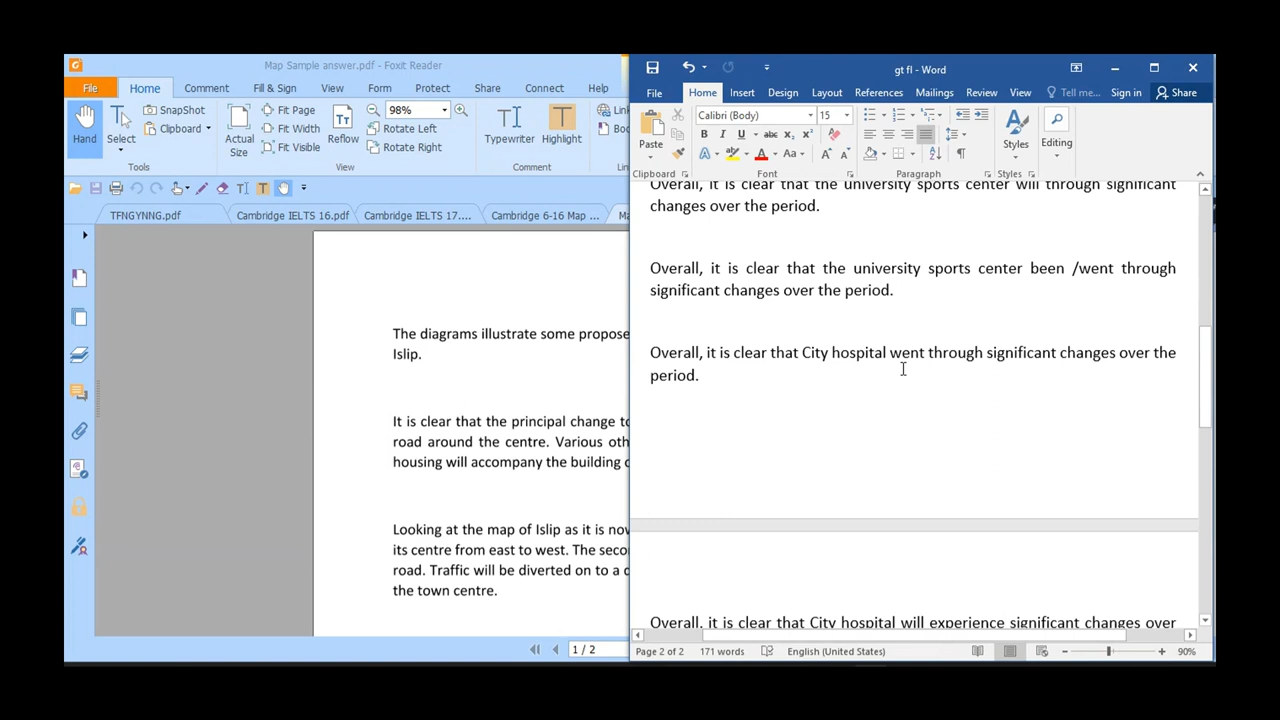 Map Sample answer.pdf - Foxit Reader
File Home Comment Fill & Sign View Form Protect Share Connect Help
Hand
Select
SnapShot
Clipboard
Actual
Size
Fit Page
Fit Width
Fit Visible
Reflow
98%
Rotate Left
Rotate Right
Typewriter
Highlight
Tools View Comment
TFNGYNNG.pdf Cambridge IELTS 16.pdf Cambridge IELTS 17.... Cambridge 6-16 Map ...
The diagrams illustrate some
Islip.
It is clear that the principal change
road around the centre. Various
housing will accompany the building
Looking at the map of Islip as it is
its centre from east to west. The
road. Traffic will be diverted on to a
the town centre.
1 / 2
gt fl - Word
File Home Insert Design Layout References Mailings Review View Tell me... Sign in Share
Paste
Calibri (Body) 15
B I U abc x₂ x²
Styles
Editing
Clipboard Font Paragraph Styles
Overall, it is clear that the university sports center will through significant
changes over the period.
Overall, it is clear that the university sports center been /went through
significant changes over the period.
Overall, it is clear that City hospital went through significant changes over the
period.
Overall, it is clear that City hospital will experience significant changes over
Page 2 of 2 171 words English (United States) 90%